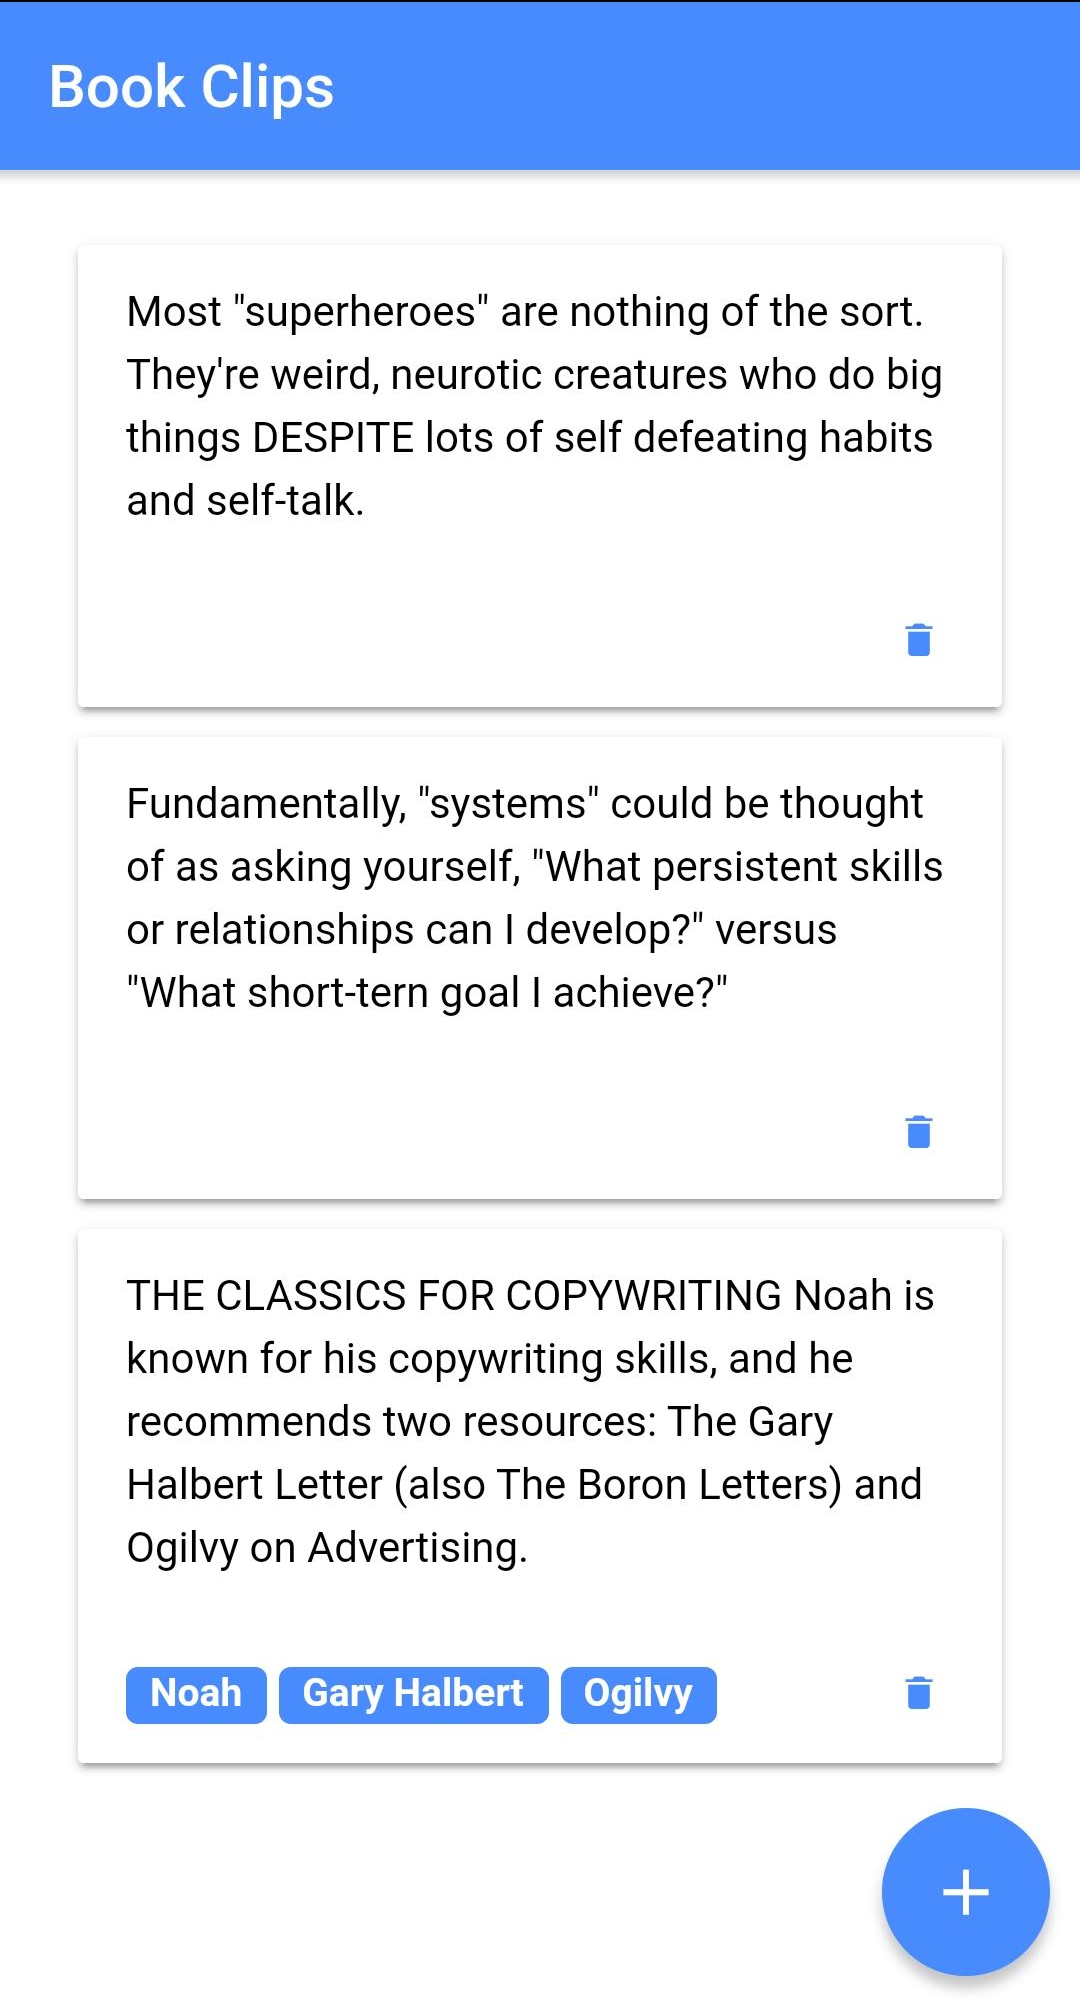 Book Clips
Most "superheroes" are nothing of the sort.
They're weird, neurotic creatures who do big
things DESPITE lots of self defeating habits
and self-talk.
Fundamentally, "systems" could be thought
of as asking yourself, "What persistent skills
or relationships can I develop?" versus
"What short-tern goal I achieve?"
THE CLASSICS FOR COPYWRITING Noah is
known for his copywriting skills, and he
recommends two resources: The Gary
Halbert Letter (also The Boron Letters) and
Ogilvy on Advertising.
Noah Gary Halbert Ogilvy